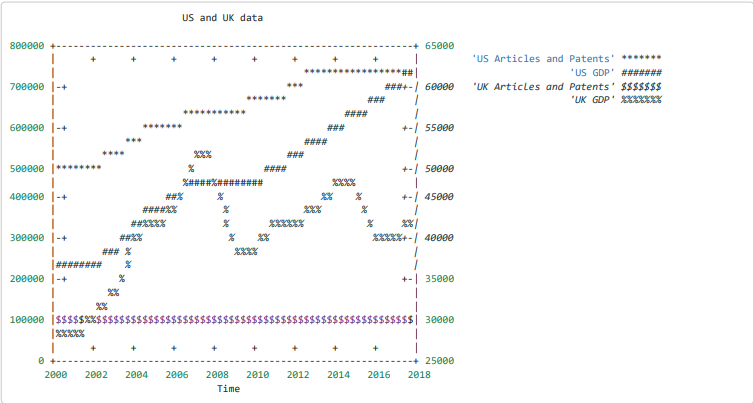 US and UK data
800000 +---------------------------------------------------------------+ 65000
| + + + + + + + + | 'US Articles and Patents' *******
| *****************##| 'US GDP' #######
700000 |-+ *** ###+-| 60000 'UK Articles and Patents' $$$$$$$
| ******* ### | 'UK GDP' %%%%%%%
| *********** #### |
600000 |-+ ******* ### +-| 55000
| *** #### |
| **** %%% ### |
500000 |******** % #### +-| 50000
| %####%######## %%%% |
400000 |-+ ##% % %% % +-| 45000
| ####%% % %%% % |
| ##%%%% % %%%%%% % %%|
300000 |-+ ##%% % %% %%%%%+-| 40000
| ### % %%%% |
|######## % |
200000 |-+ % +-| 35000
| %% |
| %% |
100000 |$$$$$%%$$$$$$$$$$$$$$$$$$$$$$$$$$$$$$$$$$$$$$$$$$$$$$$$$$$$$$$$| 30000
|%%%%% |
| + + + + + + + + |
0 +---------------------------------------------------------------+ 25000
2000 2002 2004 2006 2008 2010 2012 2014 2016 2018
Time